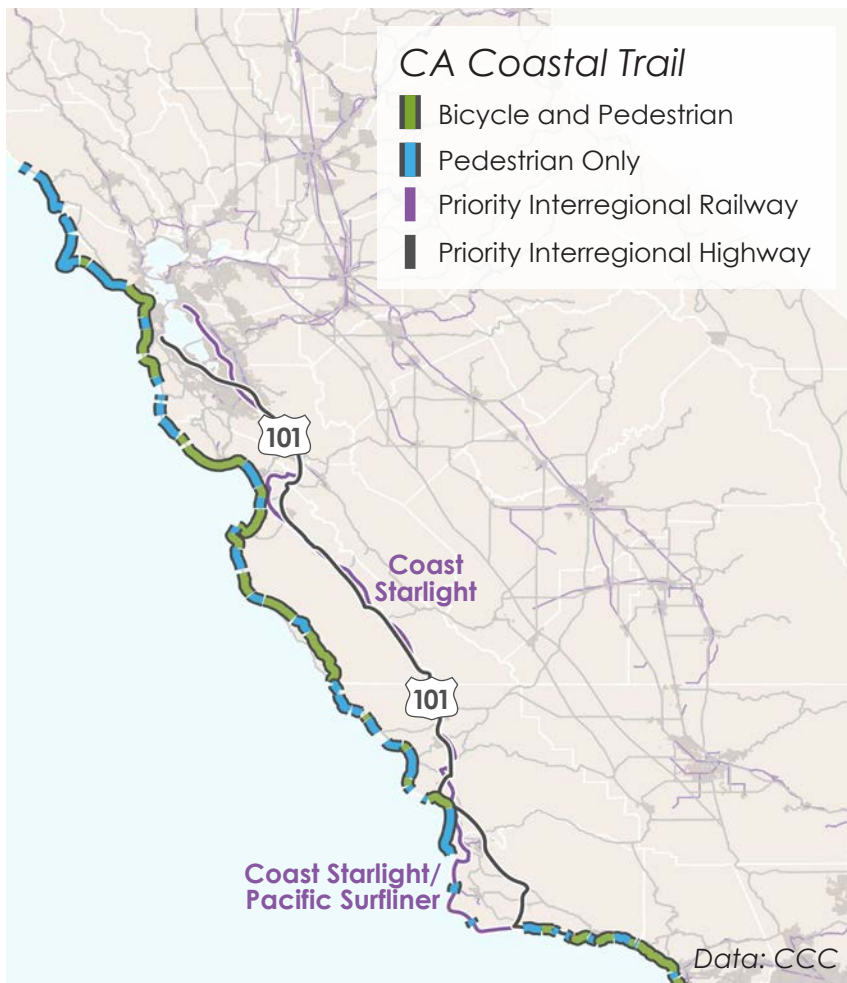 CA Coastal Trail
Bicycle and Pedestrian
Pedestrian Only
Priority Interregional Railway
Priority Interregional Highway
101
Coast
Starlight
101
Coast Starlight/
Pacific Surfliner
Data: CCC